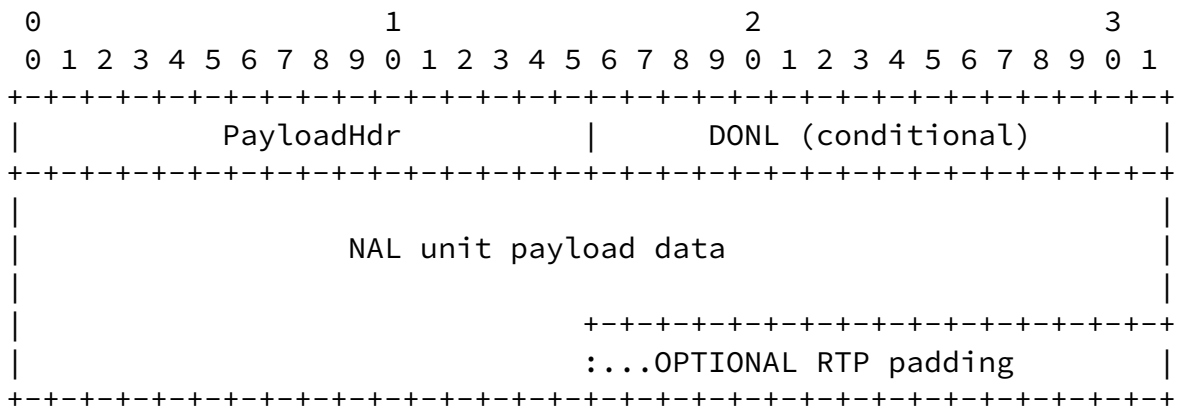 0                   1                   2                   3
 0 1 2 3 4 5 6 7 8 9 0 1 2 3 4 5 6 7 8 9 0 1 2 3 4 5 6 7 8 9 0 1
+-+-+-+-+-+-+-+-+-+-+-+-+-+-+-+-+-+-+-+-+-+-+-+-+-+-+-+-+-+-+-+-+
|           PayloadHdr          |      DONL (conditional)       |
+-+-+-+-+-+-+-+-+-+-+-+-+-+-+-+-+-+-+-+-+-+-+-+-+-+-+-+-+-+-+-+-+
|                                                               |
|                  NAL unit payload data                        |
|                                                               |
|                               +-+-+-+-+-+-+-+-+-+-+-+-+-+-+-+-+
|                               :...OPTIONAL RTP padding        |
+-+-+-+-+-+-+-+-+-+-+-+-+-+-+-+-+-+-+-+-+-+-+-+-+-+-+-+-+-+-+-+-+